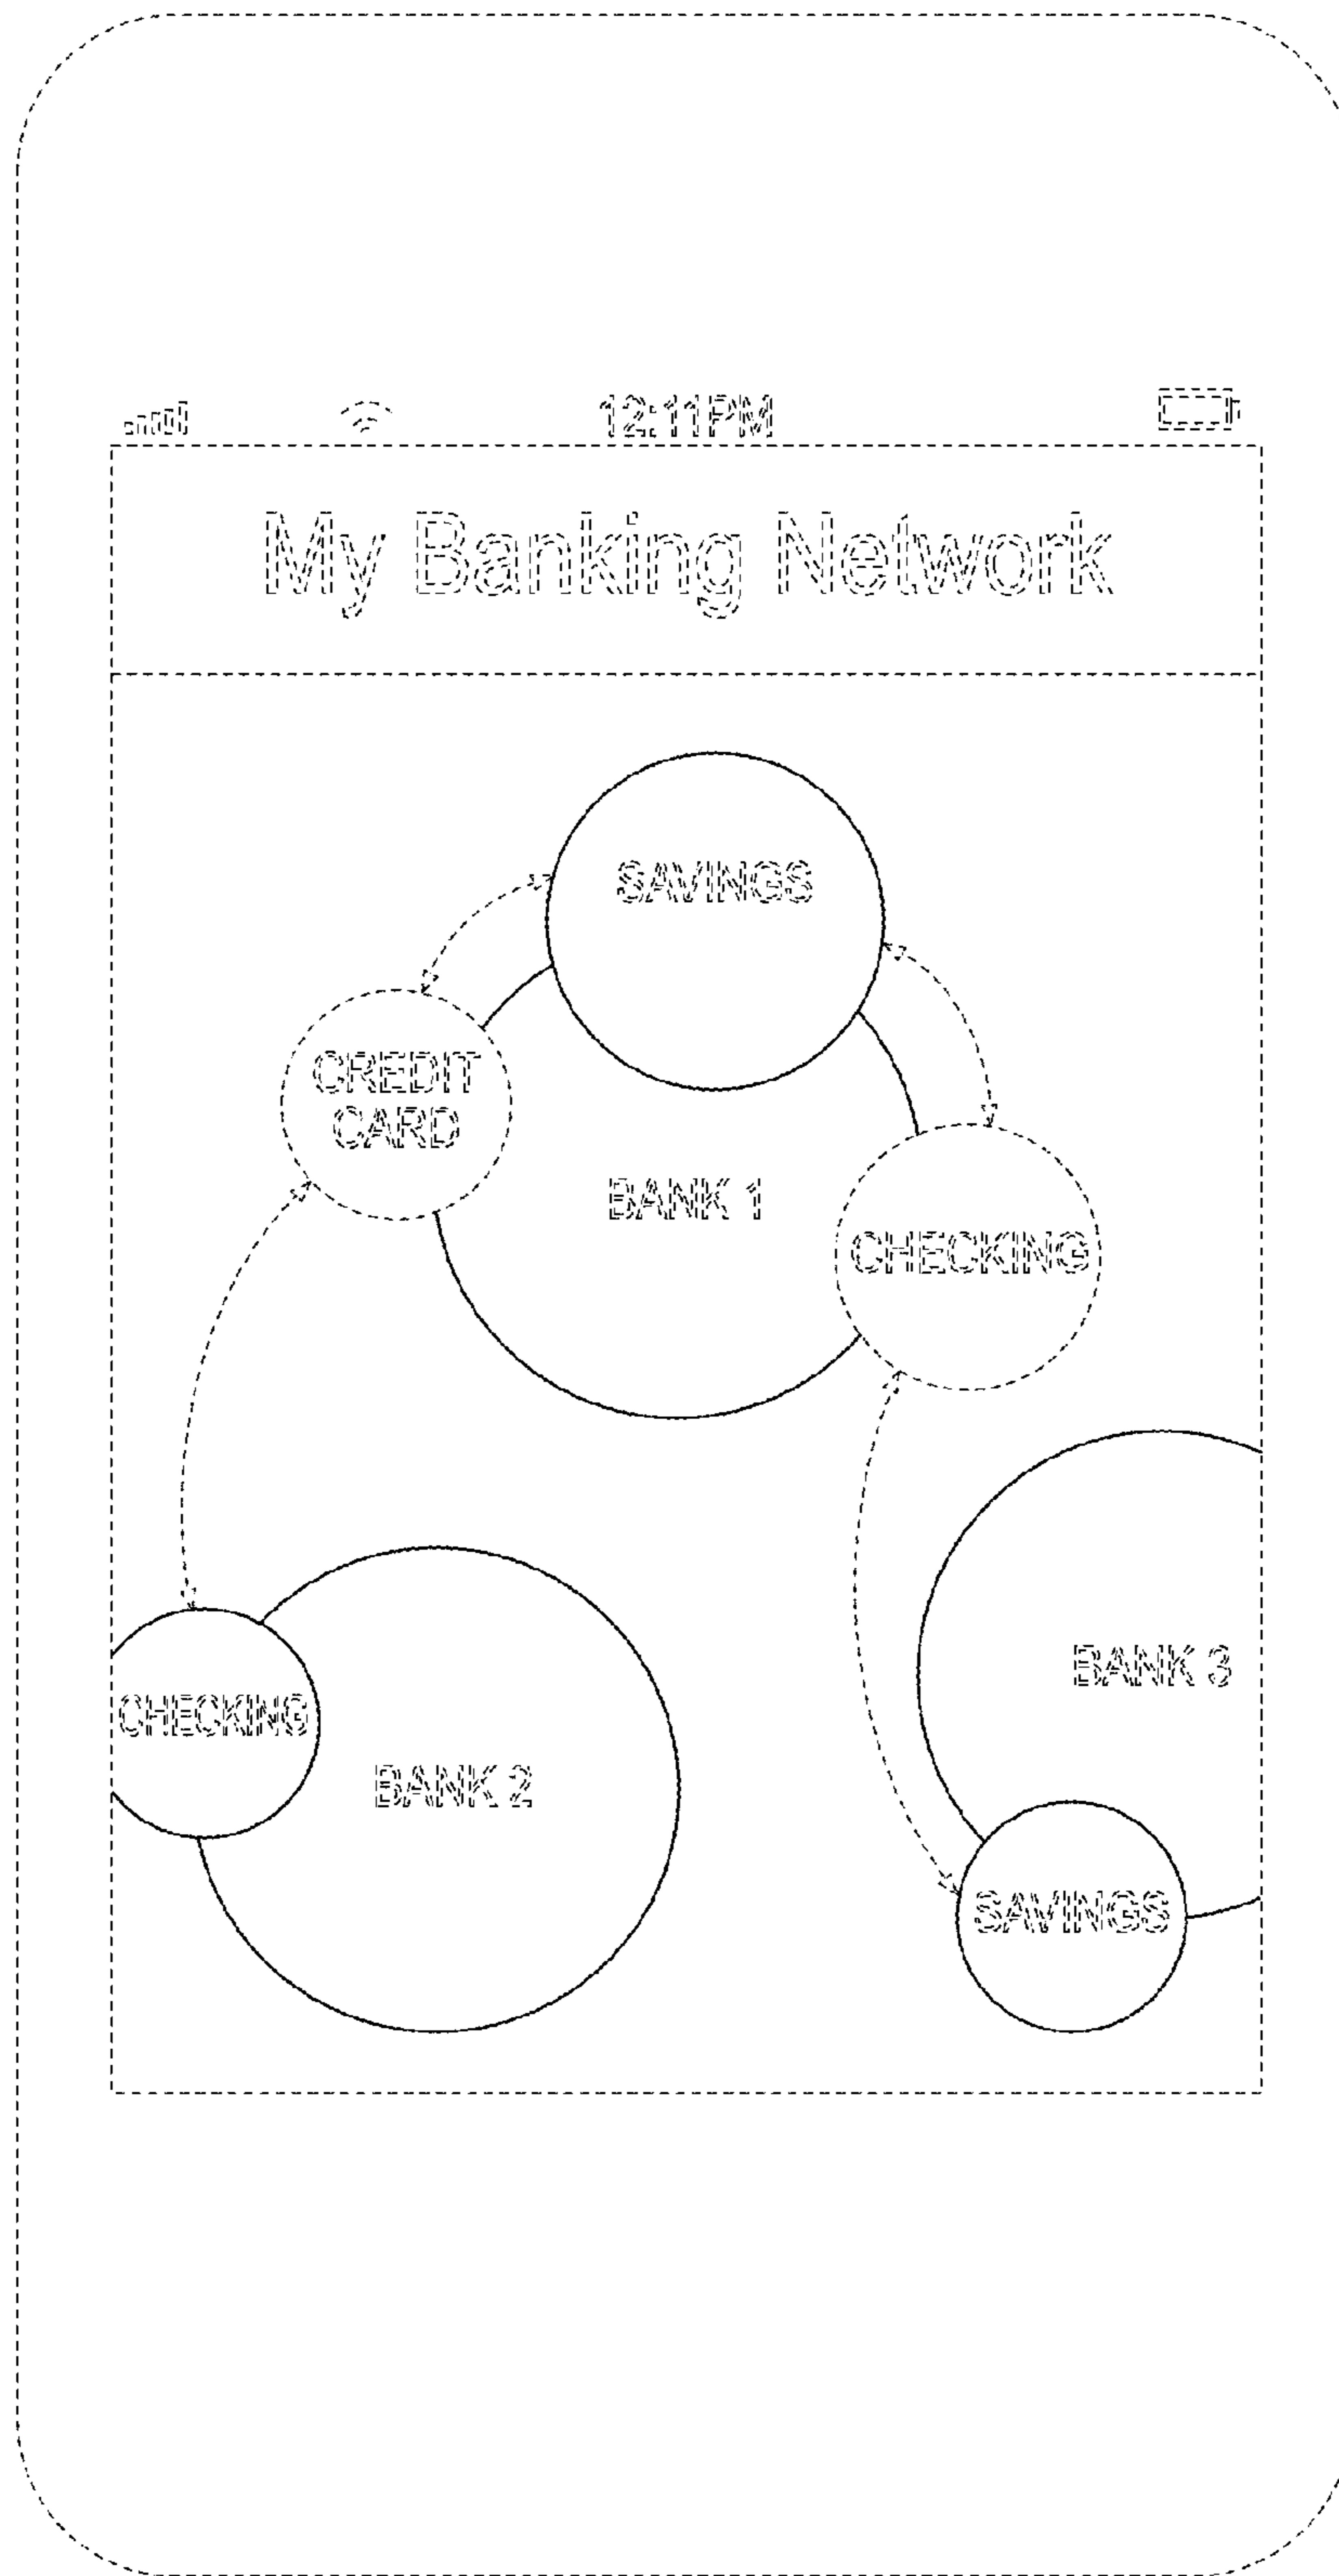 12:11PM
My Banking Network
SAVINGS
CREDIT
CARD
BANK 1
CHECKING
BANK 3
CHECKING
BANK 2
SAVINGS